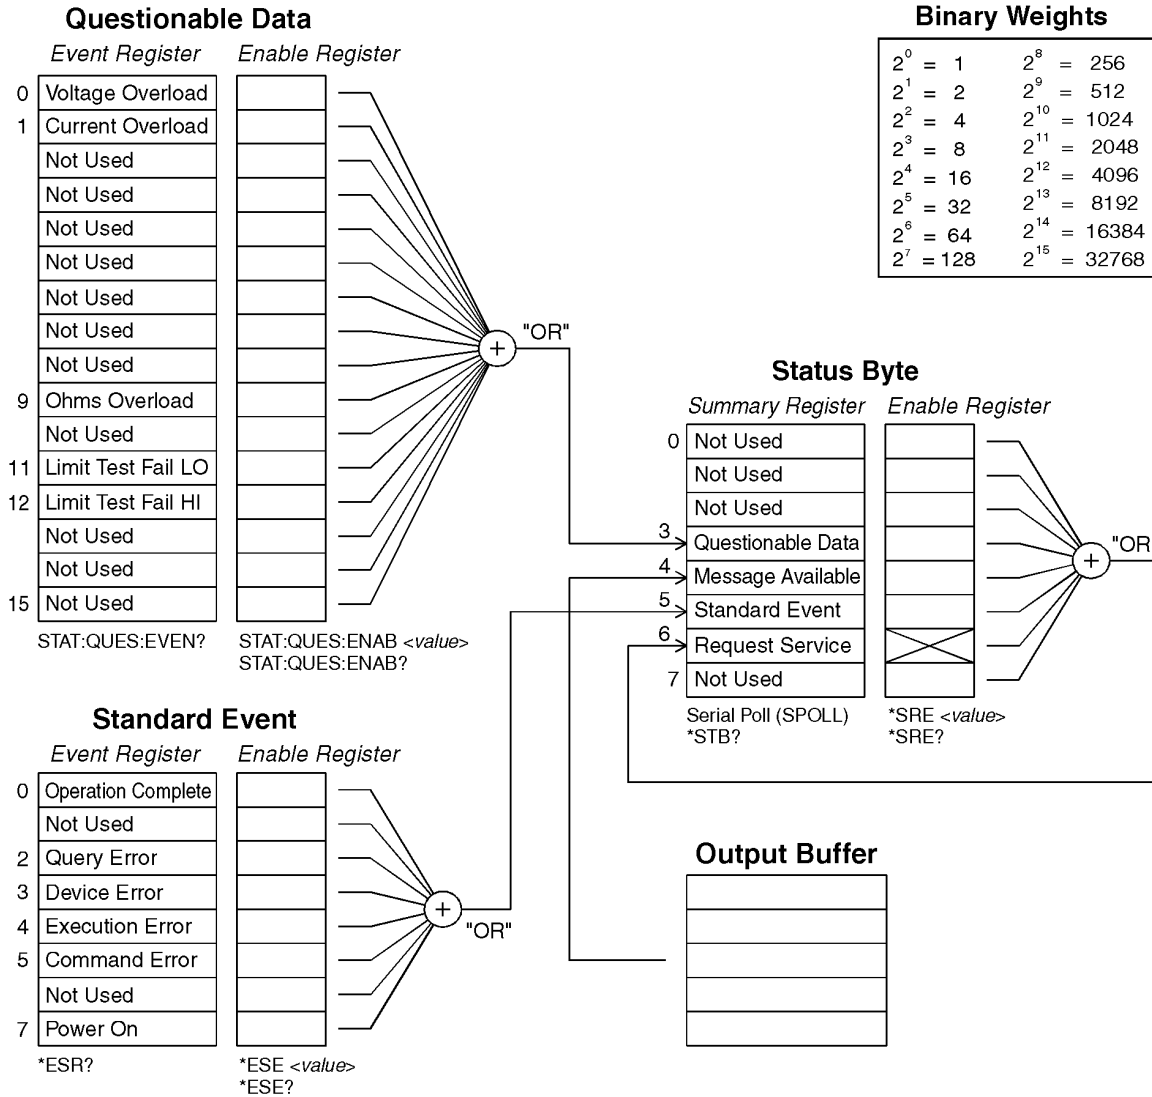 Questionable Data
Event Register Enable Register
0 Voltage Overload
1 Current Overload
Not Used
Not Used
Not Used
Not Used
Not Used
Not Used
Not Used
9 Ohms Overload
Not Used
11 Limit Test Fail LO
12 Limit Test Fail HI
Not Used
Not Used
15 Not Used
STAT:QUES:EVEN?
STAT:QUES:ENAB <value>
STAT:QUES:ENAB?
+
"OR"
Binary Weights
2^0 = 1 2^8 = 256
2^1 = 2 2^9 = 512
2^2 = 4 2^10 = 1024
2^3 = 8 2^11 = 2048
2^4 = 16 2^12 = 4096
2^5 = 32 2^13 = 8192
2^6 = 64 2^14 = 16384
2^7 = 128 2^15 = 32768
Status Byte
Summary Register Enable Register
0 Not Used
Not Used
Not Used
3 Questionable Data
4 Message Available
5 Standard Event
6 Request Service
7 Not Used
Serial Poll (SPOLL)
*STB?
*SRE <value>
*SRE?
+
"OR
Standard Event
Event Register Enable Register
0 Operation Complete
Not Used
2 Query Error
3 Device Error
4 Execution Error
5 Command Error
Not Used
7 Power On
*ESR?
*ESE <value>
*ESE?
+
"OR"
Output Buffer